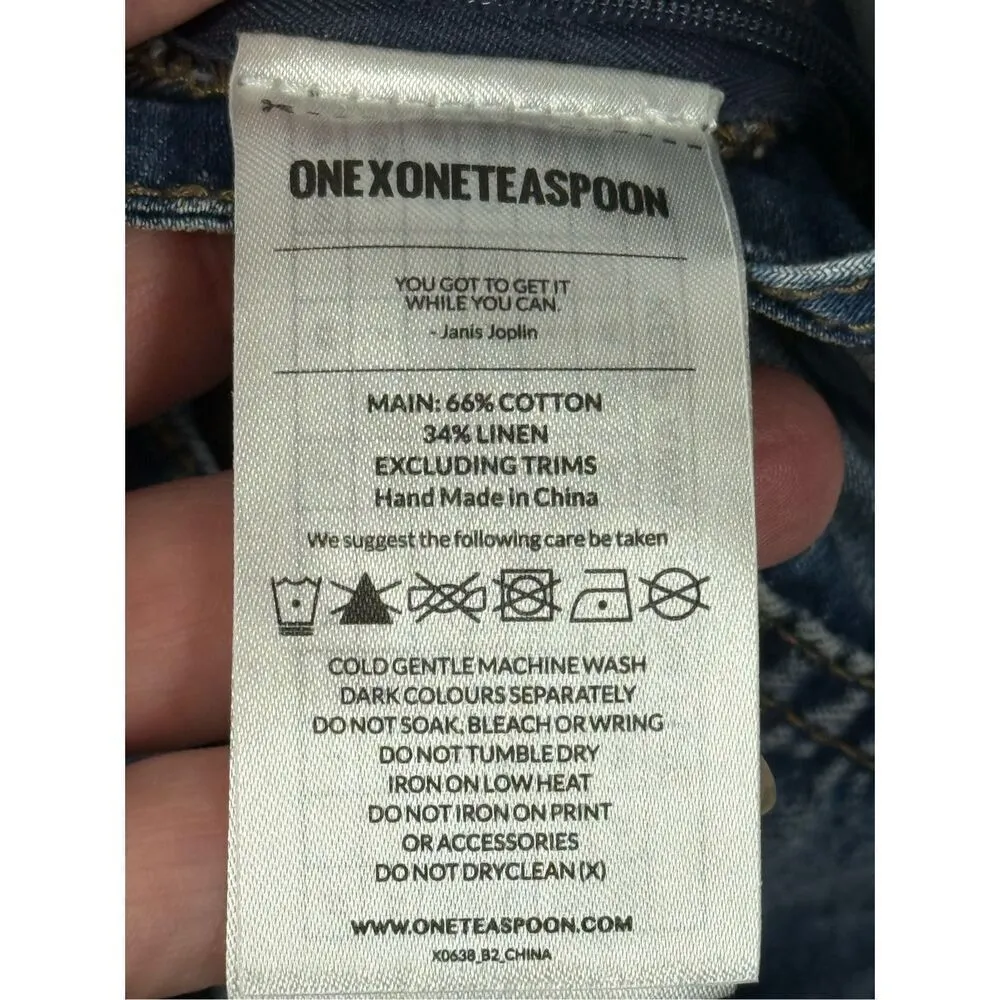 ONEXONETEASPOON
YOU GOT TO GET IT
WHILE YOU CAN.
- Janis Joplin
MAIN: 66% COTTON
34% LINEN
EXCLUDING TRIMS
Hand Made in China
We suggest the following care be taken
COLD GENTLE MACHINE WASH
DARK COLOURS SEPARATELY
DO NOT SOAK, BLEACH OR WRING
DO NOT TUMBLE DRY
IRON ON LOW HEAT
DO NOT IRON ON PRINT
OR ACCESSORIES
DO NOT DRYCLEAN (X)
WWW.ONETEASPOON.COM
X0638_B2_CHINA